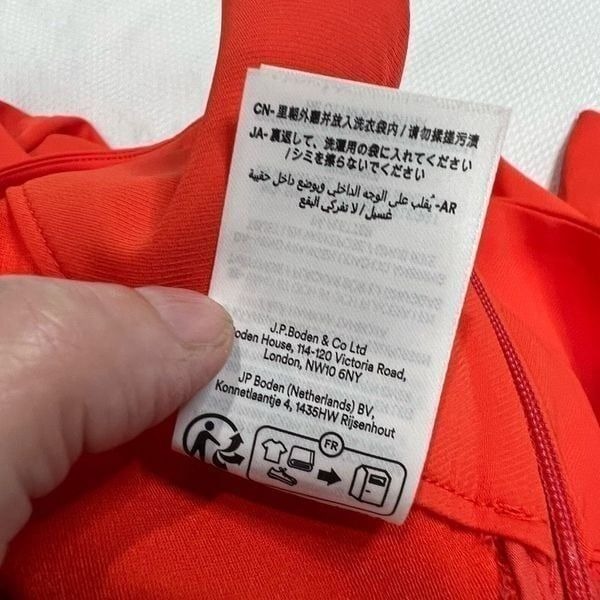 CN- 里朝外翻并放入洗衣袋内 / 请勿揉搓污渍
JA- 裏返して、洗濯用の袋に入れてください
/ シミを擦らないでください
AR- يُقلب على الوجه الداخلي ويوضع داخل حقيبة
غسيل / لا تفركي البقع
J.P.Boden & Co Ltd
oden House, 114-120 Victoria Road,
London, NW10 6NY
JP Boden (Netherlands) BV,
Konnetlaantje 4, 1435HW Rijsenhout
FR